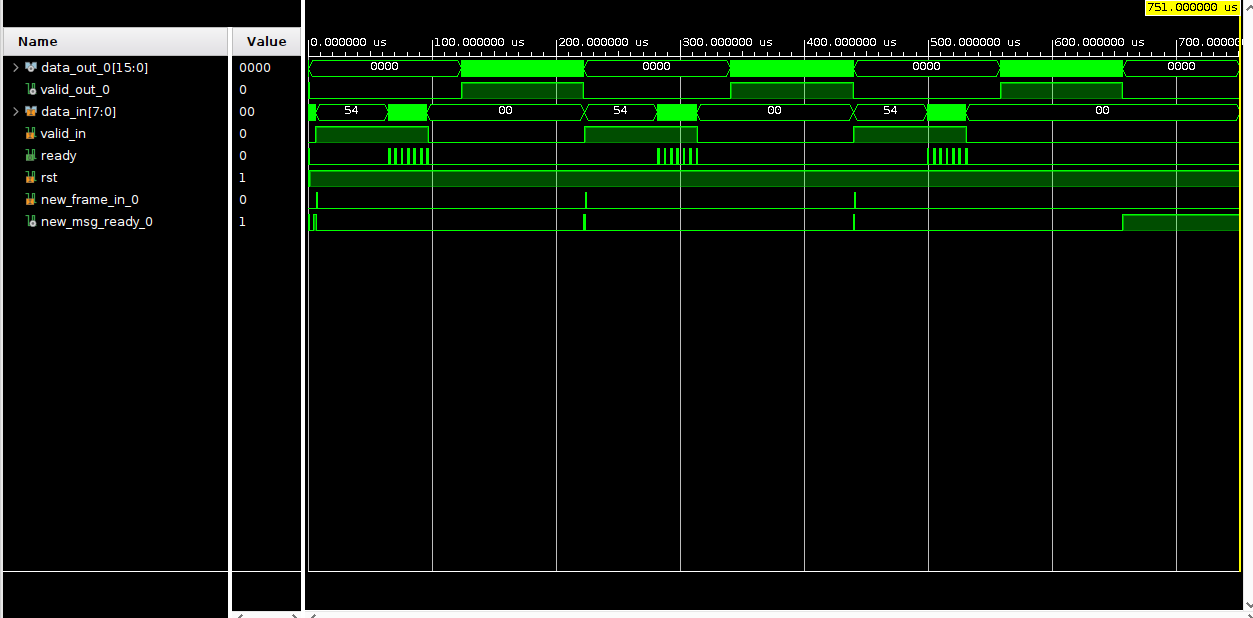 751.000000 us
Name Value
0.000000 us 100.000000 us 200.000000 us 300.000000 us 400.000000 us 500.000000 us 600.000000 us 700.00000
data_out_0[15:0] 0000 0000 0000 0000 0000
valid_out_0 0
data_in[7:0] 00 54 00 54 00 54 00
valid_in 0
ready 0
rst 1
new_frame_in_0 0
new_msg_ready_0 1